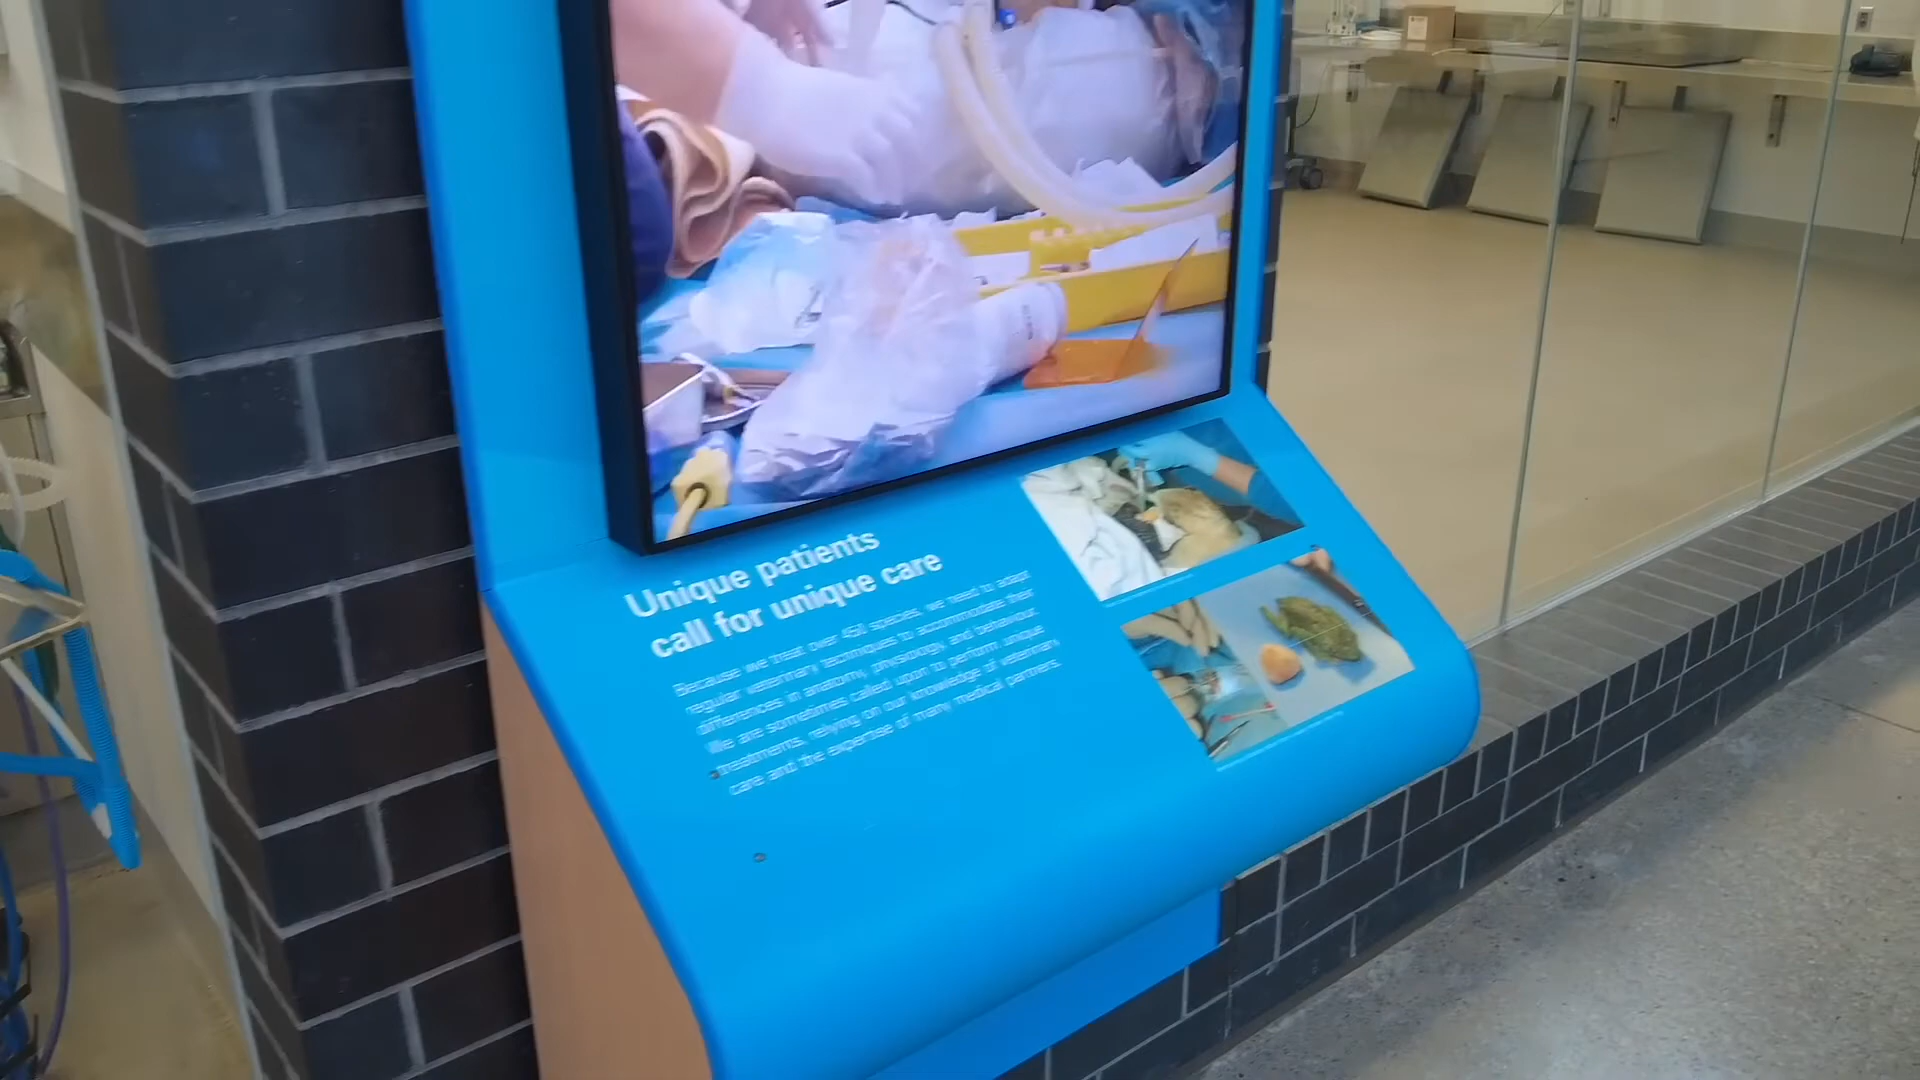 Unique patients
call for unique care
Because we treat over 450 species, we need to adapt
regular veterinary techniques to accommodate their
differences in anatomy, physiology, and behaviour.
We are sometimes called upon to perform unique
treatments, relying on our knowledge of veterinary
care and the expertise of many medical partners.